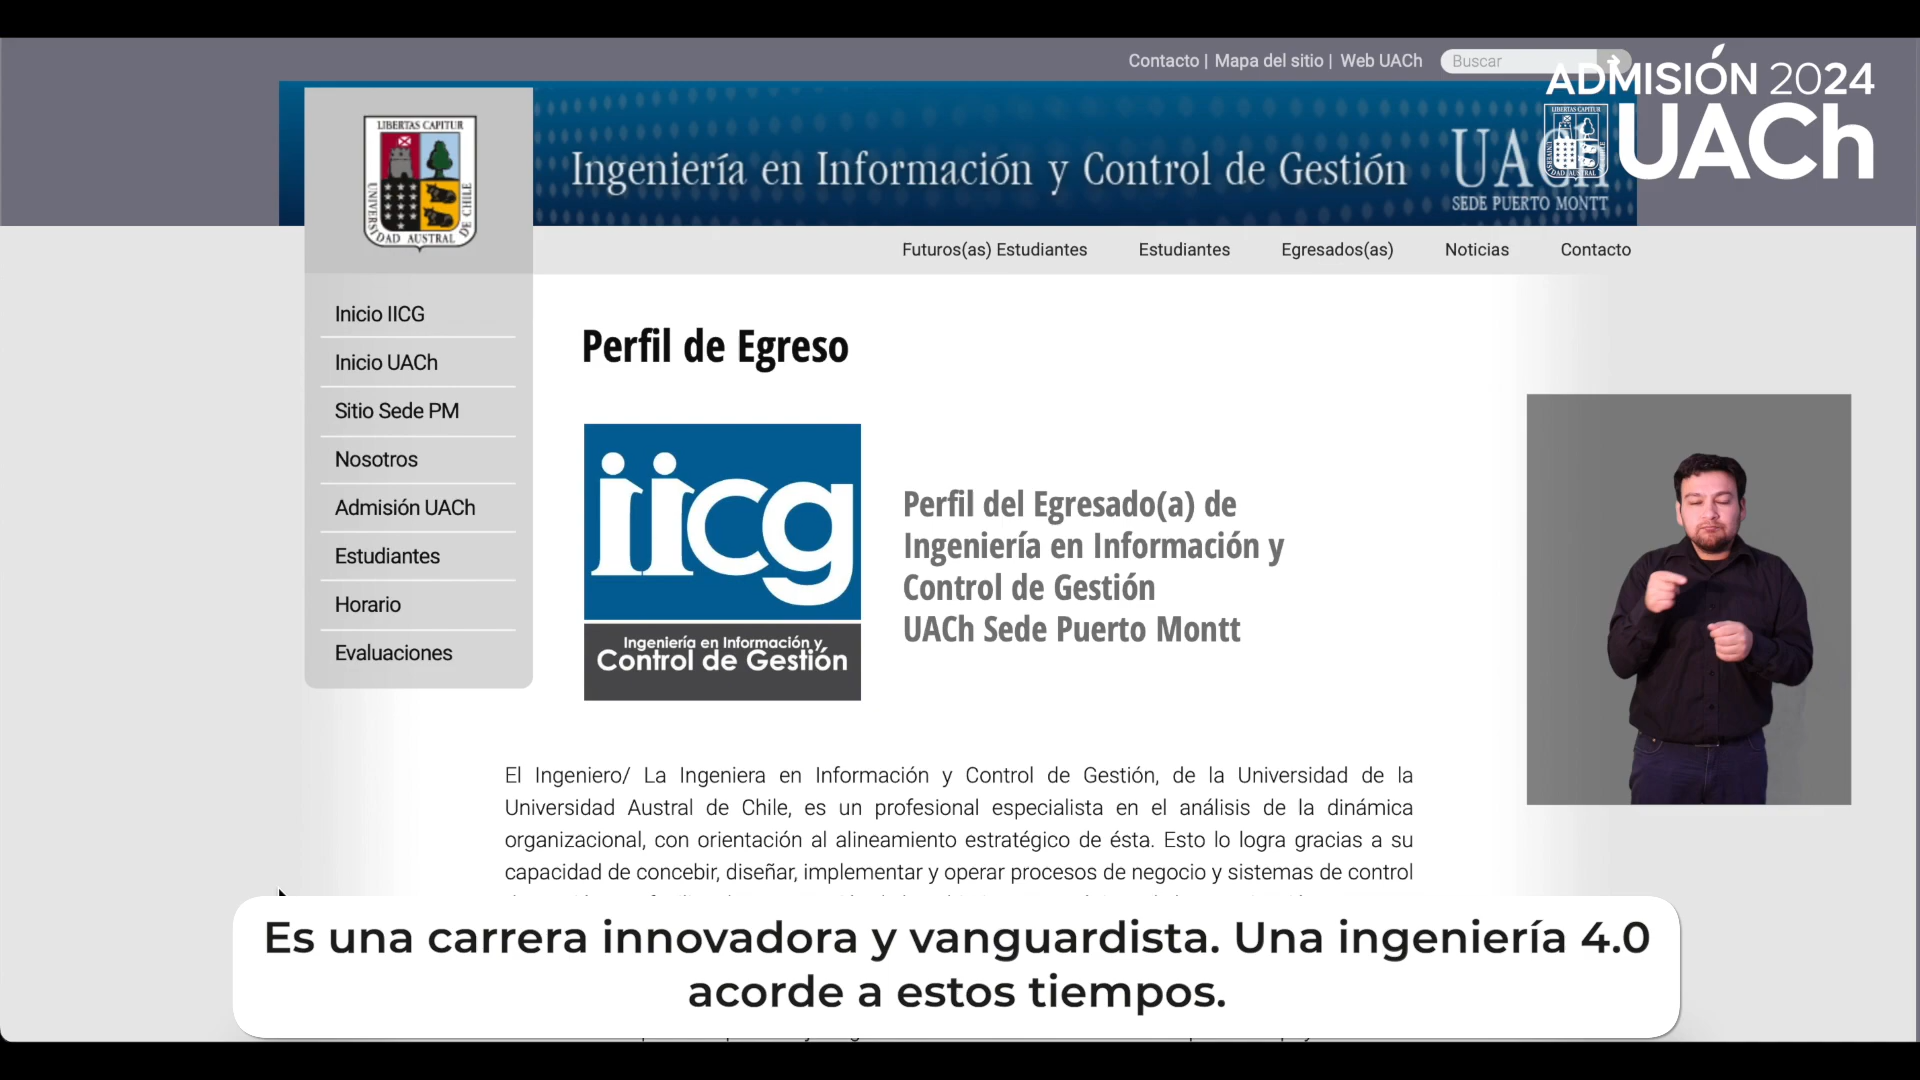 Contacto | Mapa del sitio | Web UACh
Buscar
ADMISIÓN 2024
UACh
LIBERTAS CAPITUR
UNIVERSIDAD AUSTRAL DE CHILE
Ingeniería en Información y Control de Gestión
UACh
SEDE PUERTO MONTT
Futuros(as) Estudiantes
Estudiantes
Egresados(as)
Noticias
Contacto
Inicio IICG
Inicio UACh
Sitio Sede PM
Nosotros
Admisión UACh
Estudiantes
Horario
Evaluaciones
Perfil de Egreso
iicg
Ingeniería en Información y
Control de Gestión
Perfil del Egresado(a) de
Ingeniería en Información y
Control de Gestión
UACh Sede Puerto Montt
El Ingeniero/ La Ingeniera en Información y Control de Gestión, de la Universidad de la
Universidad Austral de Chile, es un profesional especialista en el análisis de la dinámica
organizacional, con orientación al alineamiento estratégico de ésta. Esto lo logra gracias a su
capacidad de concebir, diseñar, implementar y operar procesos de negocio y sistemas de control
Es una carrera innovadora y vanguardista. Una ingeniería 4.0
acorde a estos tiempos.